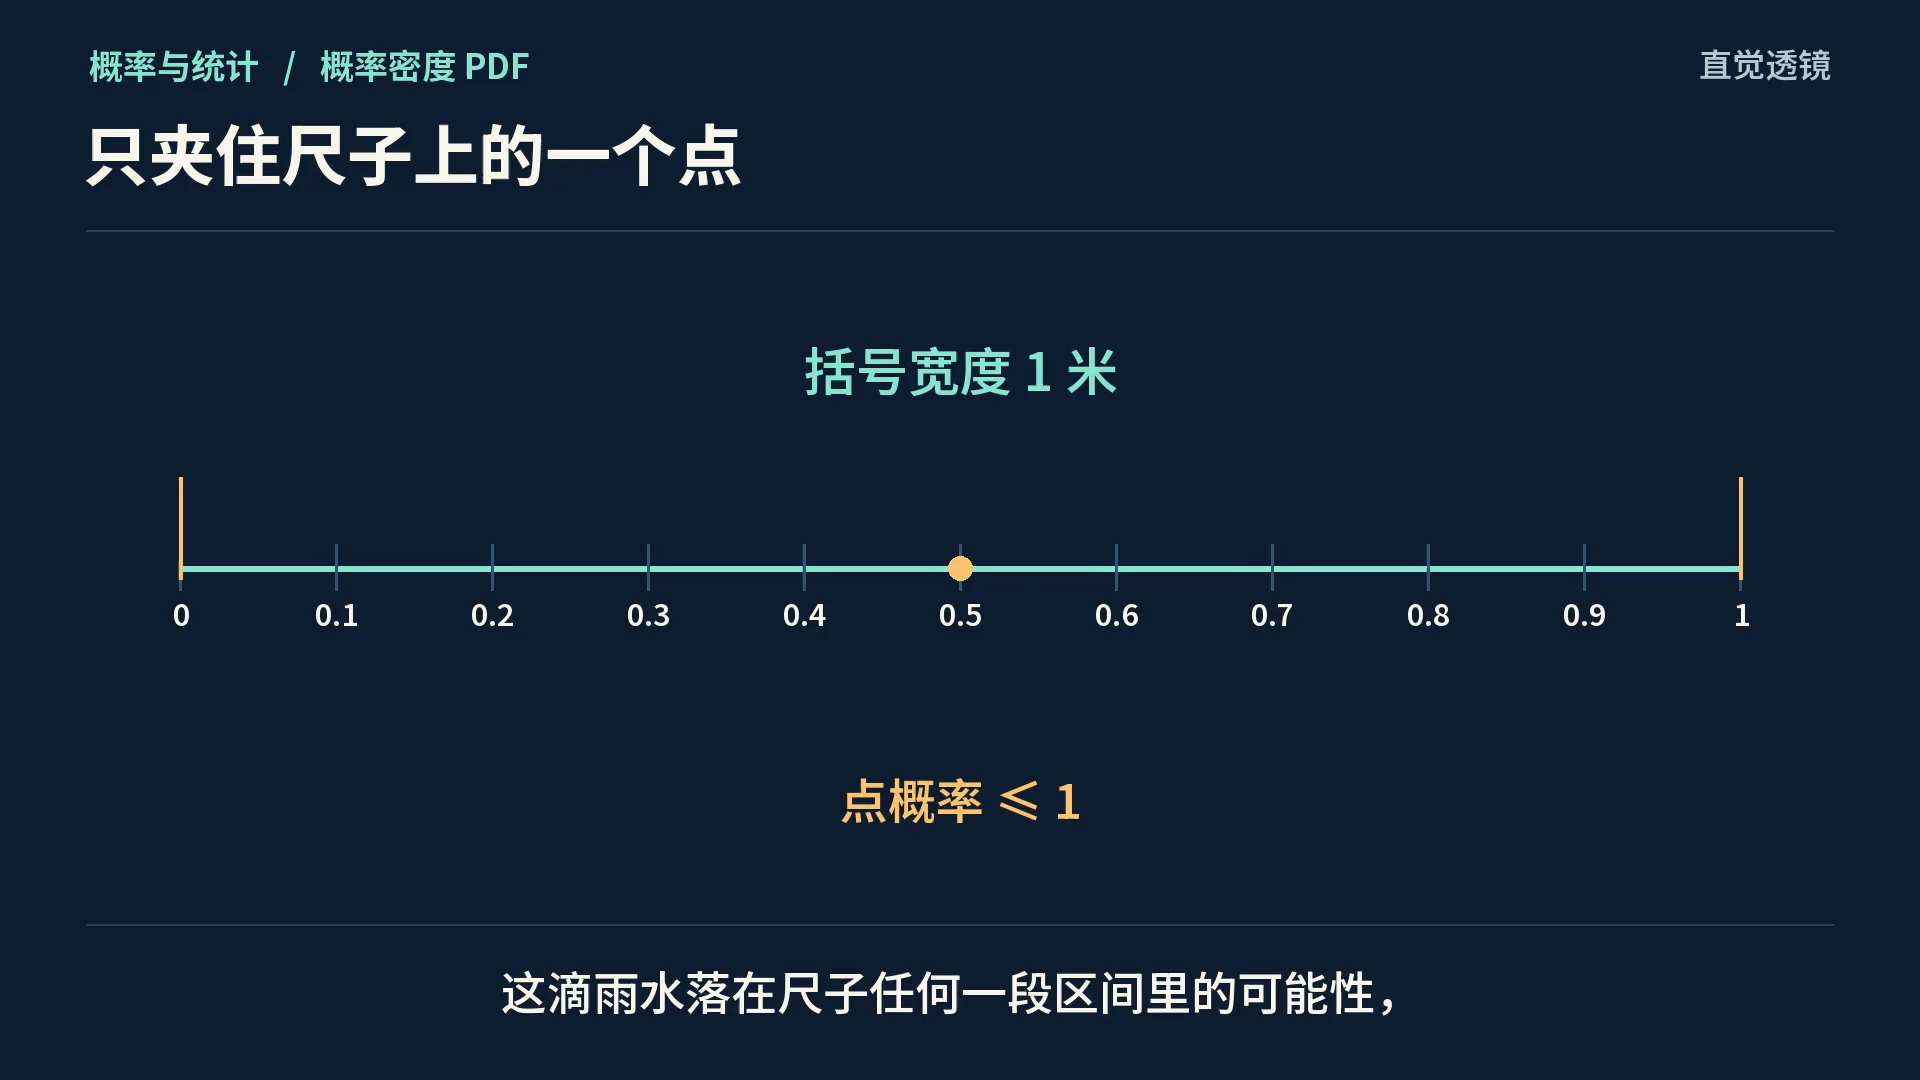 概率与统计 / 概率密度 PDF
直觉透镜
只夹住尺子上的一个点
括号宽度 1 米
0 0.1 0.2 0.3 0.4 0.5 0.6 0.7 0.8 0.9 1
点概率 ⩽ 1
这滴雨水落在尺子任何一段区间里的可能性，